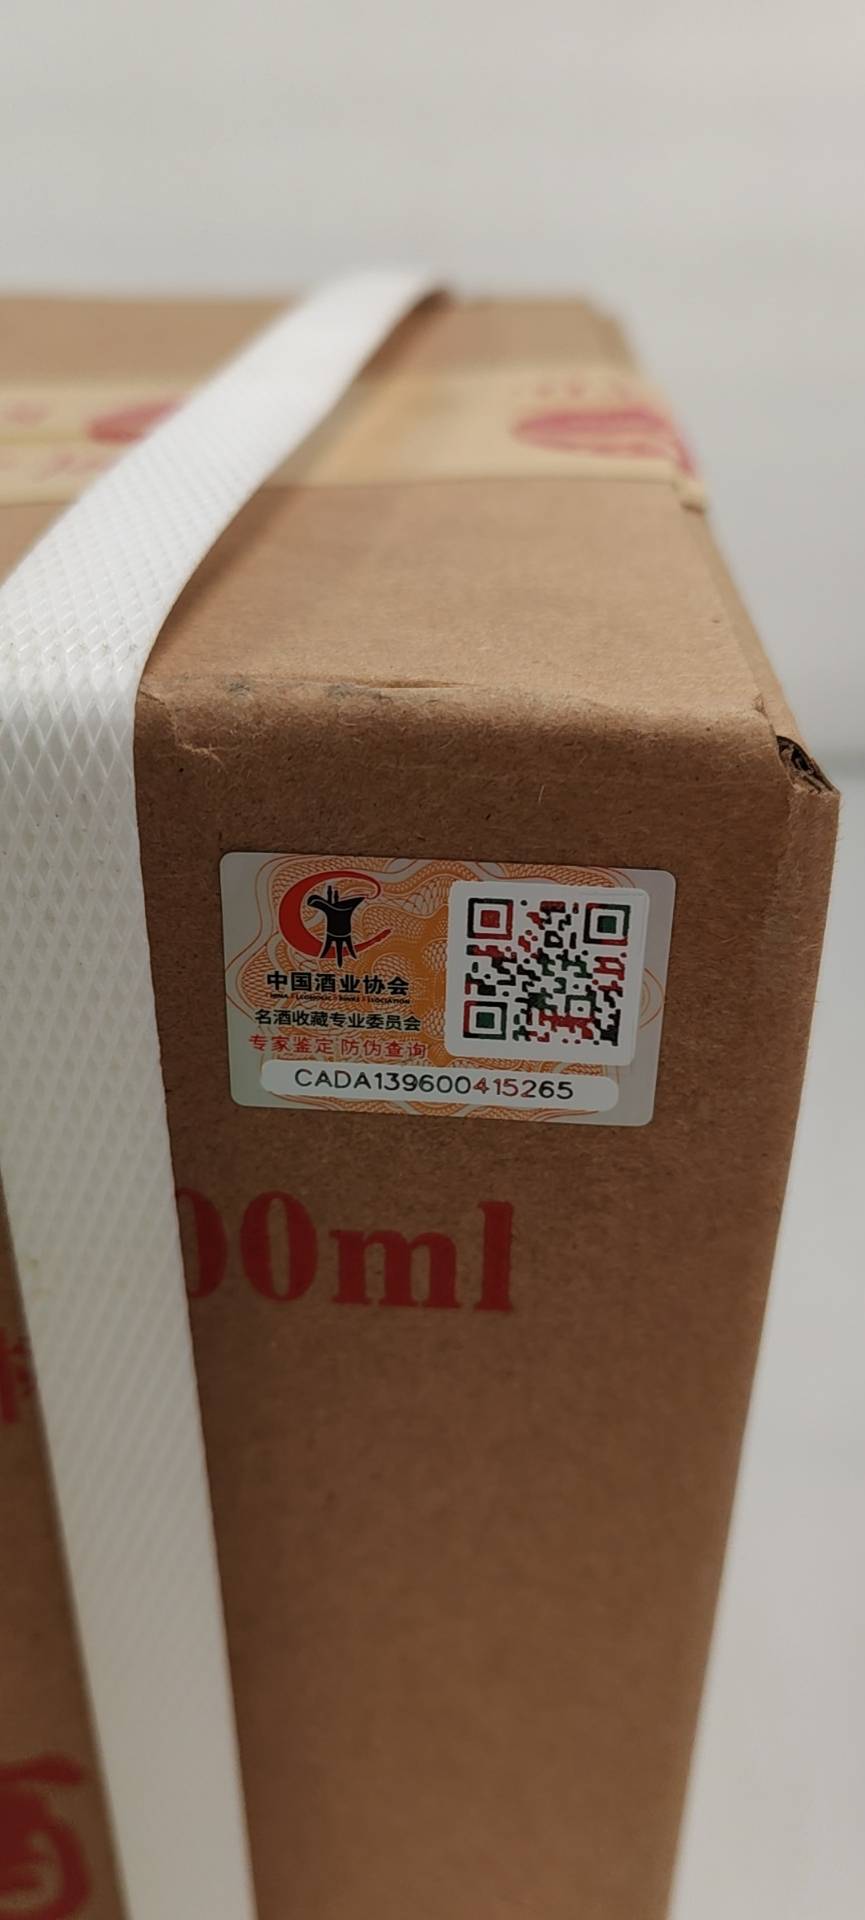 中国酒业协会
名酒收藏专业委员会
专家鉴定 防伪查询
CADA139600415265
00ml